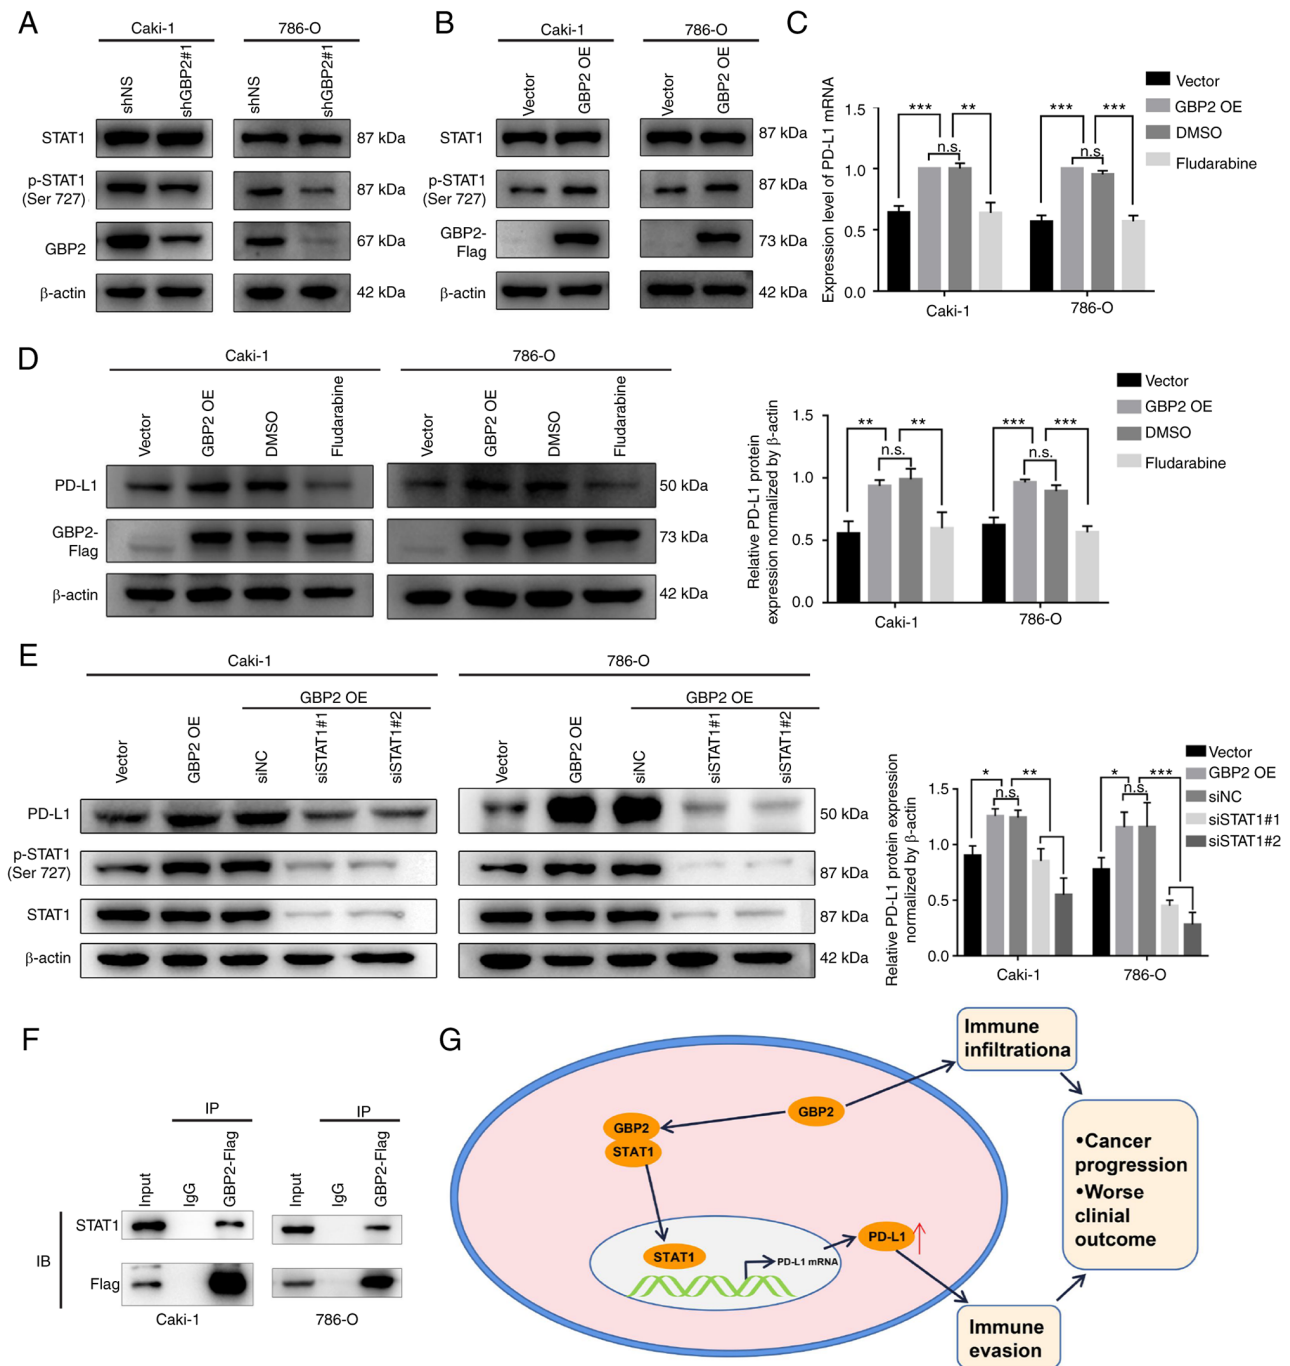 A
Caki-1
786-O
shNS
shGBP2#1
shNS
shGBP2#1
STAT1
87 kDa
p-STAT1
(Ser 727)
87 kDa
GBP2
67 kDa
β-actin
42 kDa
B
Caki-1
786-O
Vector
GBP2 OE
Vector
GBP2 OE
STAT1
87 kDa
p-STAT1
(Ser 727)
87 kDa
GBP2-
Flag
73 kDa
β-actin
42 kDa
C
Expression level of PD-L1 mRNA
1.5
1.0
0.5
0.0
***
**
n.s.
***
***
n.s.
Caki-1
786-O
Vector
GBP2 OE
DMSO
Fludarabine
D
Caki-1
786-O
Vector
GBP2 OE
DMSO
Fludarabine
Vector
GBP2 OE
DMSO
Fludarabine
PD-L1
50 kDa
GBP2-
Flag
73 kDa
β-actin
42 kDa
Relative PD-L1 protein
expression normalized by β-actin
1.5
1.0
0.5
0.0
**
**
n.s.
***
***
n.s.
Caki-1
786-O
Vector
GBP2 OE
DMSO
Fludarabine
E
Caki-1
786-O
GBP2 OE
GBP2 OE
Vector
GBP2 OE
siNC
siSTAT1#1
siSTAT1#2
Vector
GBP2 OE
siNC
siSTAT1#1
siSTAT1#2
PD-L1
50 kDa
p-STAT1
(Ser 727)
87 kDa
STAT1
87 kDa
β-actin
42 kDa
Relative PD-L1 protein expression
normalized by β-actin
1.5
1.0
0.5
0.0
*
**
n.s.
*
***
n.s.
Caki-1
786-O
Vector
GBP2 OE
siNC
siSTAT1#1
siSTAT1#2
F
IP
IP
Input
IgG
GBP2-Flag
Input
IgG
GBP2-Flag
IB
STAT1
Flag
Caki-1
786-O
G
Immune
infiltrationa
GBP2
GBP2
STAT1
STAT1
PD-L1 mRNA
PD-L1
•Cancer
progression
•Worse
clinial
outcome
Immune
evasion